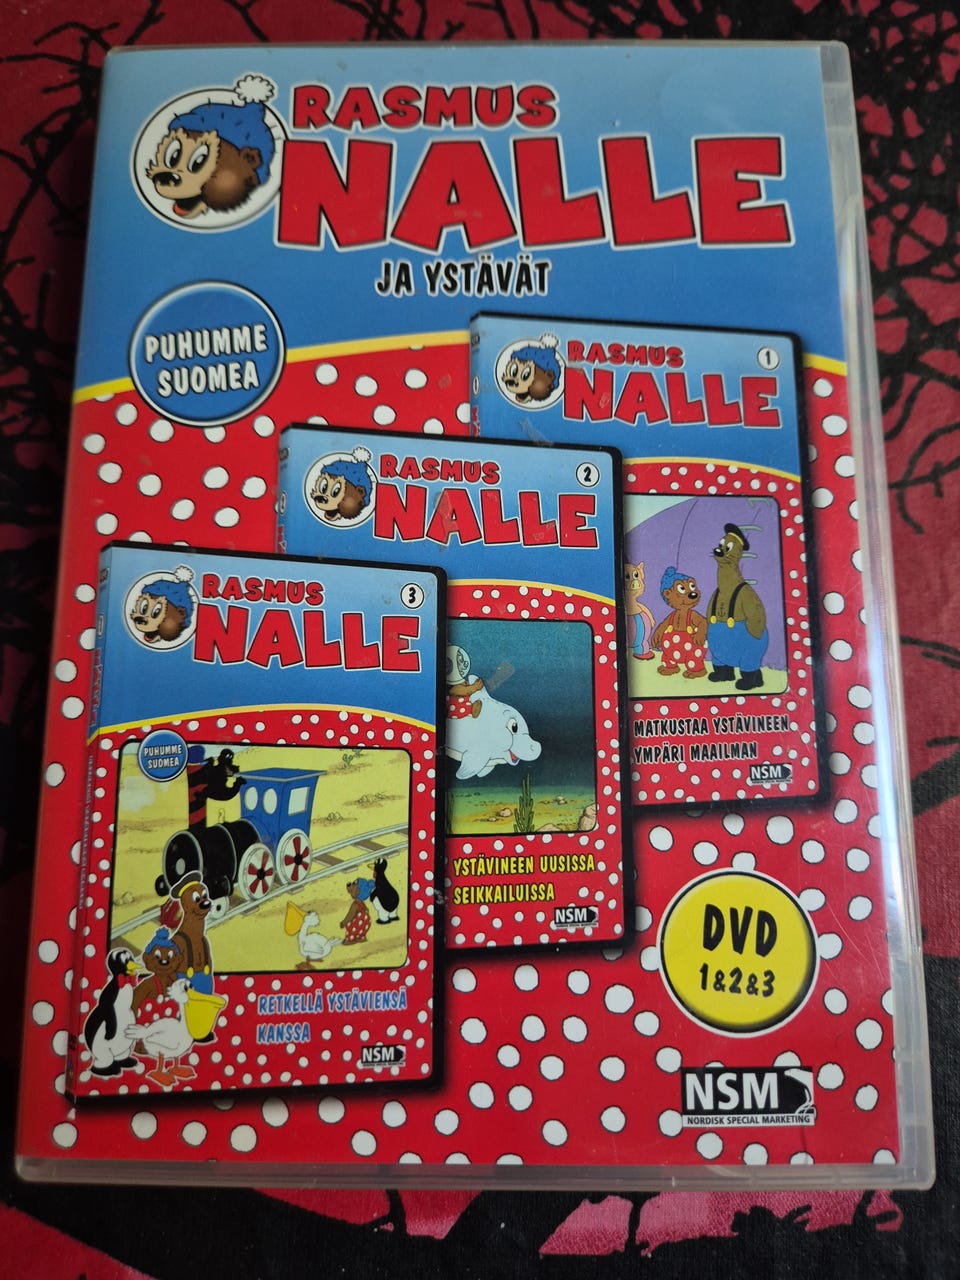 RASMUS
NALLE
JA YSTÄVÄT
PUHUMME
SUOMEA
RASMUS
NALLE
1
MATKUSTAA YSTÄVINEEN
YMPÄRI MAAILMAN
NSM
RASMUS
NALLE
2
YSTÄVINEEN UUSISSA
SEIKKAILUISSA
NSM
RASMUS
NALLE
3
PUHUMME
SUOMEA
RETKELLÄ YSTÄVIENSÄ
KANSSA
NSM
DVD
1&2&3
NSM
NORDISK SPECIAL MARKETING